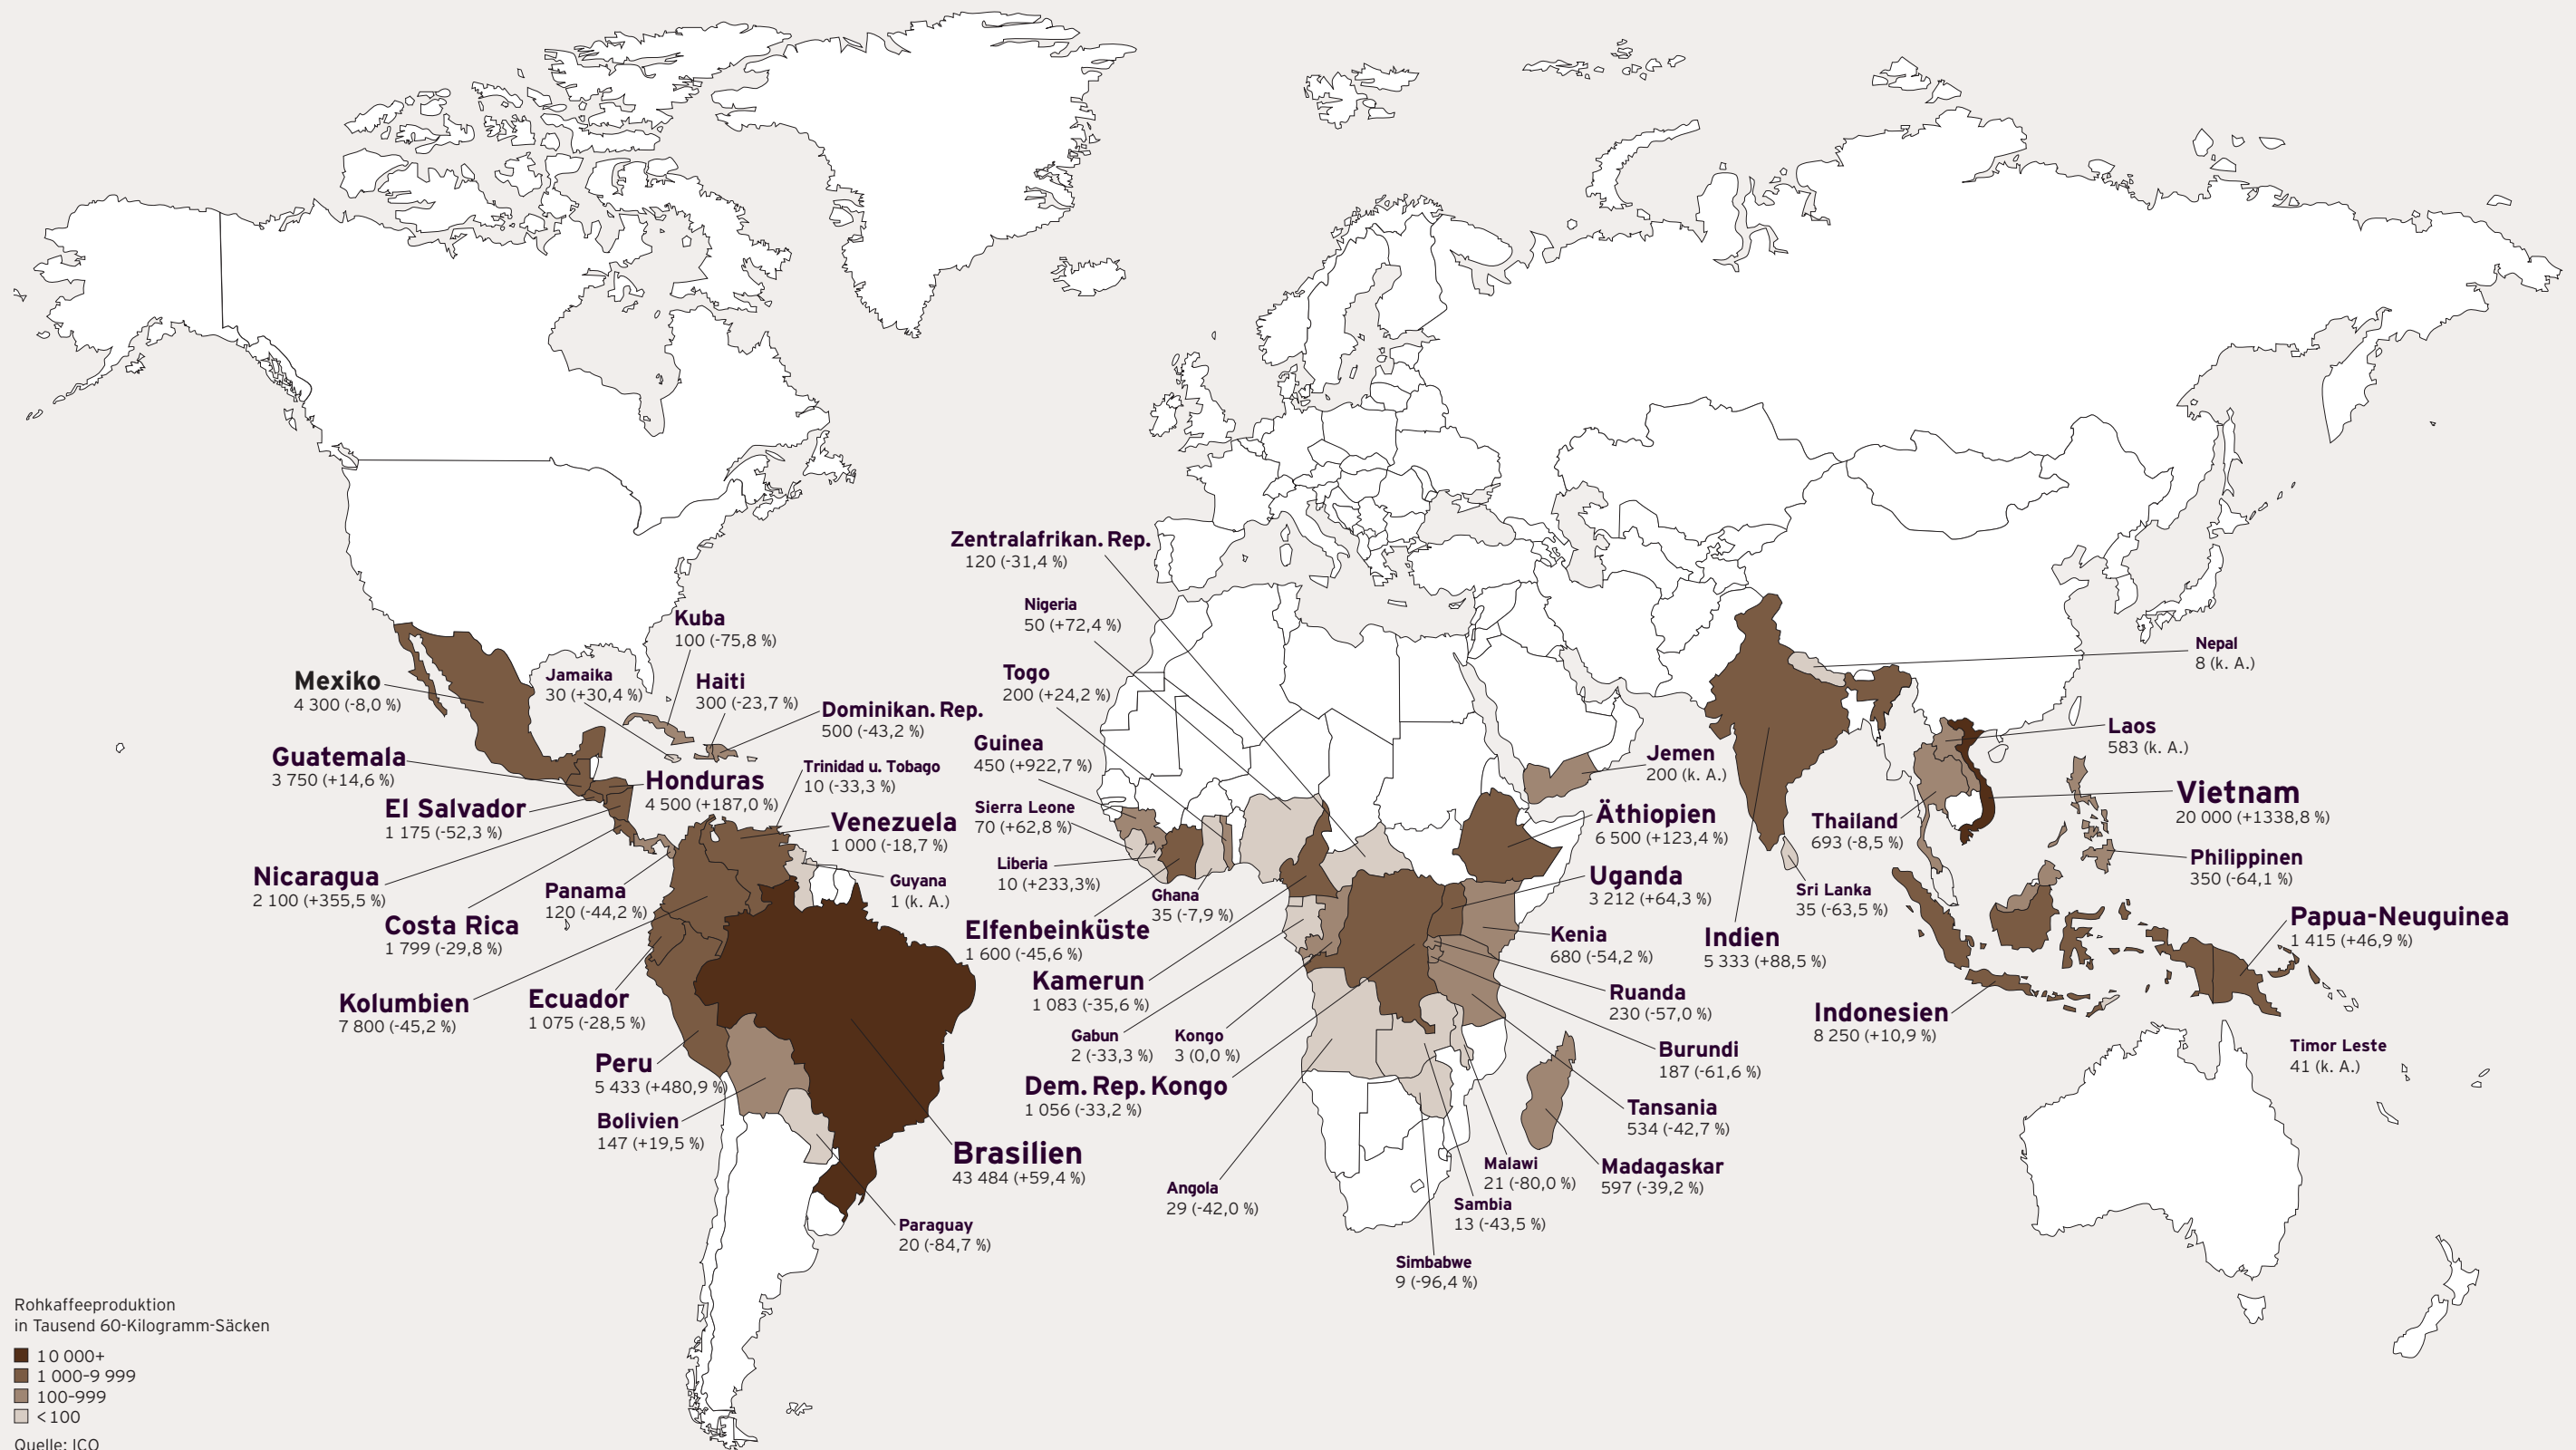 Zentralafrikan. Rep.
120 (-31,4 %)
Nigeria
50 (+72,4 %)
Kuba
100 (-75,8 %)
Nepal
8 (k. A.)
Mexiko
4 300 (-8,0 %)
Jamaika
30 (+30,4 %)
Haiti
300 (-23,7 %)
Togo
200 (+24,2 %)
Dominikan. Rep.
500 (-43,2 %)
Laos
583 (k. A.)
Guatemala
3 750 (+14,6 %)
Guinea
450 (+922,7 %)
Jemen
200 (k. A.)
Trinidad u. Tobago
10 (-33,3 %)
Honduras
4 500 (+187,0 %)
Vietnam
20 000 (+1338,8 %)
El Salvador
1 175 (-52,3 %)
Sierra Leone
70 (+62,8 %)
Äthiopien
6 500 (+123,4 %)
Venezuela
1 000 (-18,7 %)
Thailand
693 (-8,5 %)
Philippinen
350 (-64,1 %)
Liberia
10 (+233,3%)
Nicaragua
2 100 (+355,5 %)
Panama
120 (-44,2 %)
Guyana
1 (k. A.)
Ghana
35 (-7,9 %)
Uganda
3 212 (+64,3 %)
Sri Lanka
35 (-63,5 %)
Costa Rica
1 799 (-29,8 %)
Elfenbeinküste
1 600 (-45,6 %)
Kenia
680 (-54,2 %)
Indien
5 333 (+88,5 %)
Papua-Neuguinea
1 415 (+46,9 %)
Kamerun
1 083 (-35,6 %)
Kolumbien
7 800 (-45,2 %)
Ecuador
1 075 (-28,5 %)
Ruanda
230 (-57,0 %)
Indonesien
8 250 (+10,9 %)
Gabun
2 (-33,3 %)
Kongo
3 (0,0 %)
Burundi
187 (-61,6 %)
Timor Leste
41 (k. A.)
Peru
5 433 (+480,9 %)
Dem. Rep. Kongo
1 056 (-33,2 %)
Bolivien
147 (+19,5 %)
Tansania
534 (-42,7 %)
Brasilien
43 484 (+59,4 %)
Malawi
21 (-80,0 %)
Madagaskar
597 (-39,2 %)
Angola
29 (-42,0 %)
Sambia
13 (-43,5 %)
Paraguay
20 (-84,7 %)
Simbabwe
9 (-96,4 %)
Rohkaffeeproduktion
in Tausend 60-Kilogramm-Säcken
10 000+
1 000-9 999
100-999
<100
Quelle: ICO